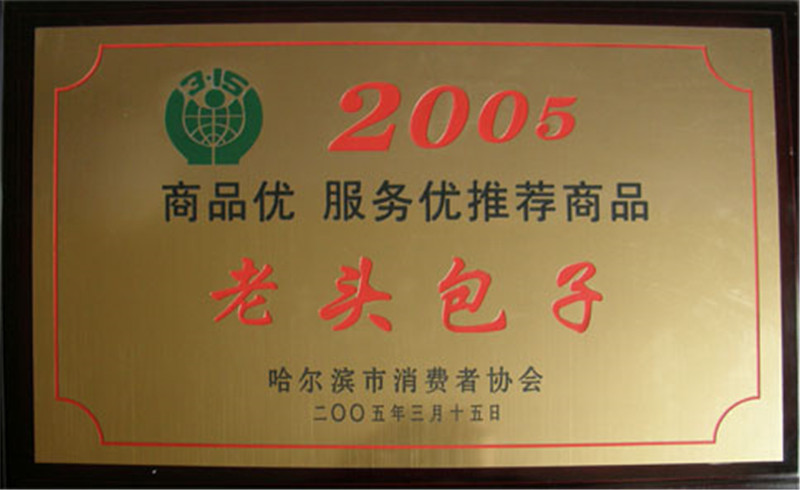 3·15
2005
商品优 服务优推荐商品
老头包子
哈尔滨市消费者协会
二〇〇五年三月十五日